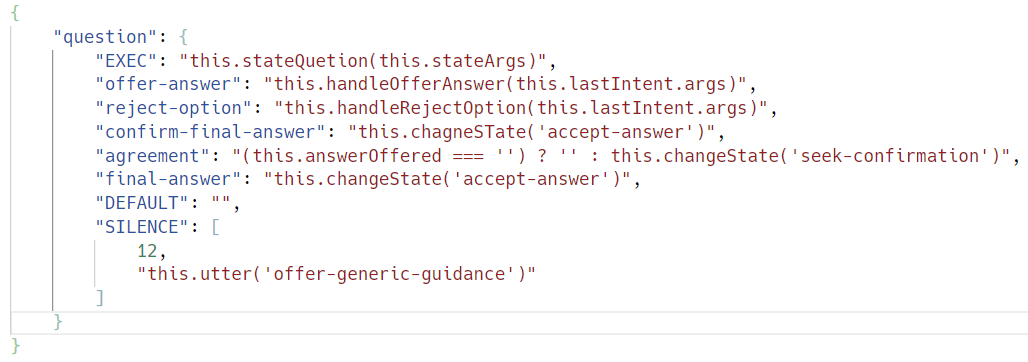 {
    "question": {
        "EXEC": "this.stateQuetion(this.stateArgs)",
        "offer-answer": "this.handleOfferAnswer(this.lastIntent.args)",
        "reject-option": "this.handleRejectOption(this.lastIntent.args)",
        "confirm-final-answer": "this.chagneSTate('accept-answer')",
        "agreement": "(this.answerOffered === '') ? '' : this.changeState('seek-confirmation')",
        "final-answer": "this.changeState('accept-answer')",
        "DEFAULT": "",
        "SILENCE": [
            12,
            "this.utter('offer-generic-guidance')"
        ]
    }
}